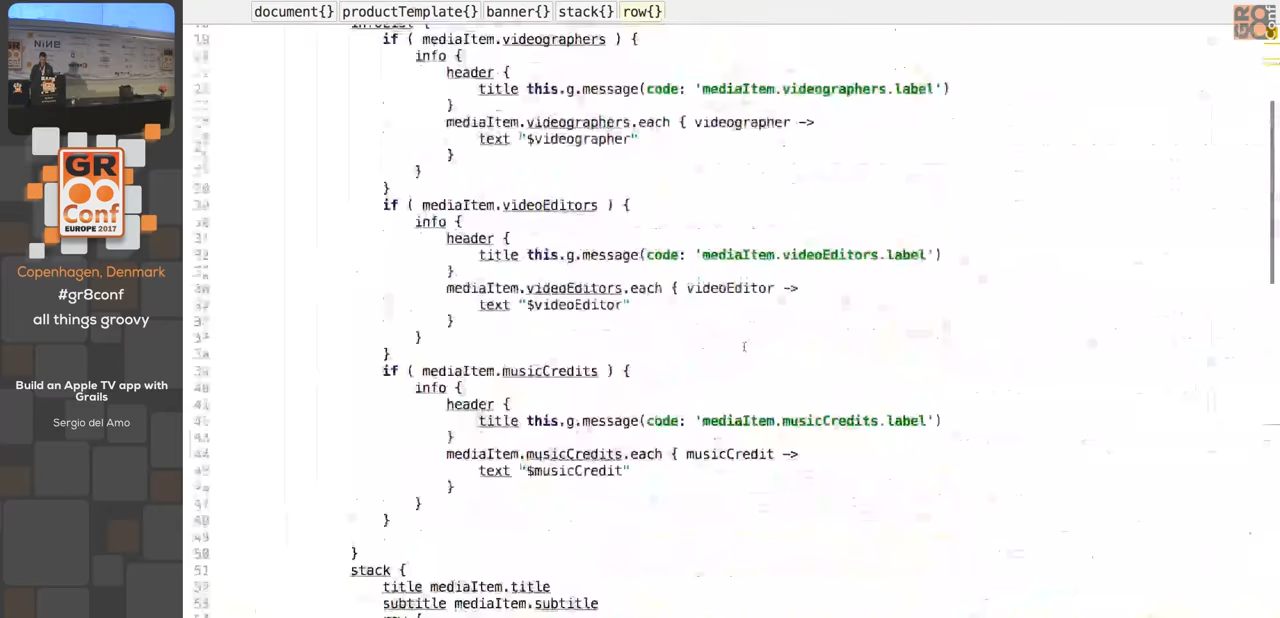 document{} productTemplate{} banner{} stack{} row{}
GR8Conf
infoList {
if ( mediaItem.videographers ) {
info {
header {
title this.g.message(code: 'mediaItem.videographers.label')
}
mediaItem.videographers.each { videographer ->
text "$videographer"
}
}
}
if ( mediaItem.videoEditors ) {
info {
header {
title this.g.message(code: 'mediaItem.videoEditors.label')
}
mediaItem.videoEditors.each { videoEditor ->
text "$videoEditor"
}
}
}
if ( mediaItem.musicCredits ) {
info {
header {
title this.g.message(code: 'mediaItem.musicCredits.label')
}
mediaItem.musicCredits.each { musicCredit ->
text "$musicCredit"
}
}
}
}
stack {
title mediaItem.title
subtitle mediaItem.subtitle
NINE
GR
Conf
EUROPE 2017
Copenhagen, Denmark
#gr8conf
all things groovy
Build an Apple TV app with
Grails
Sergio del Amo